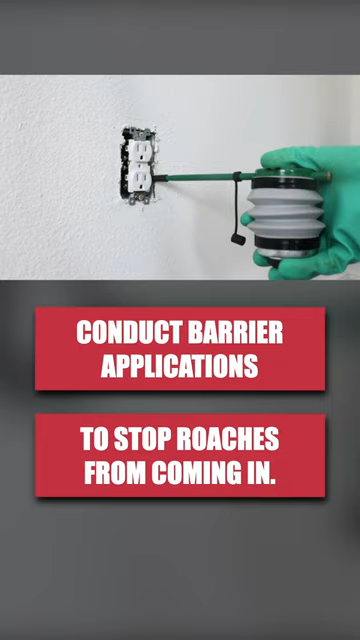 CONDUCT BARRIER
APPLICATIONS
TO STOP ROACHES
FROM COMING IN.